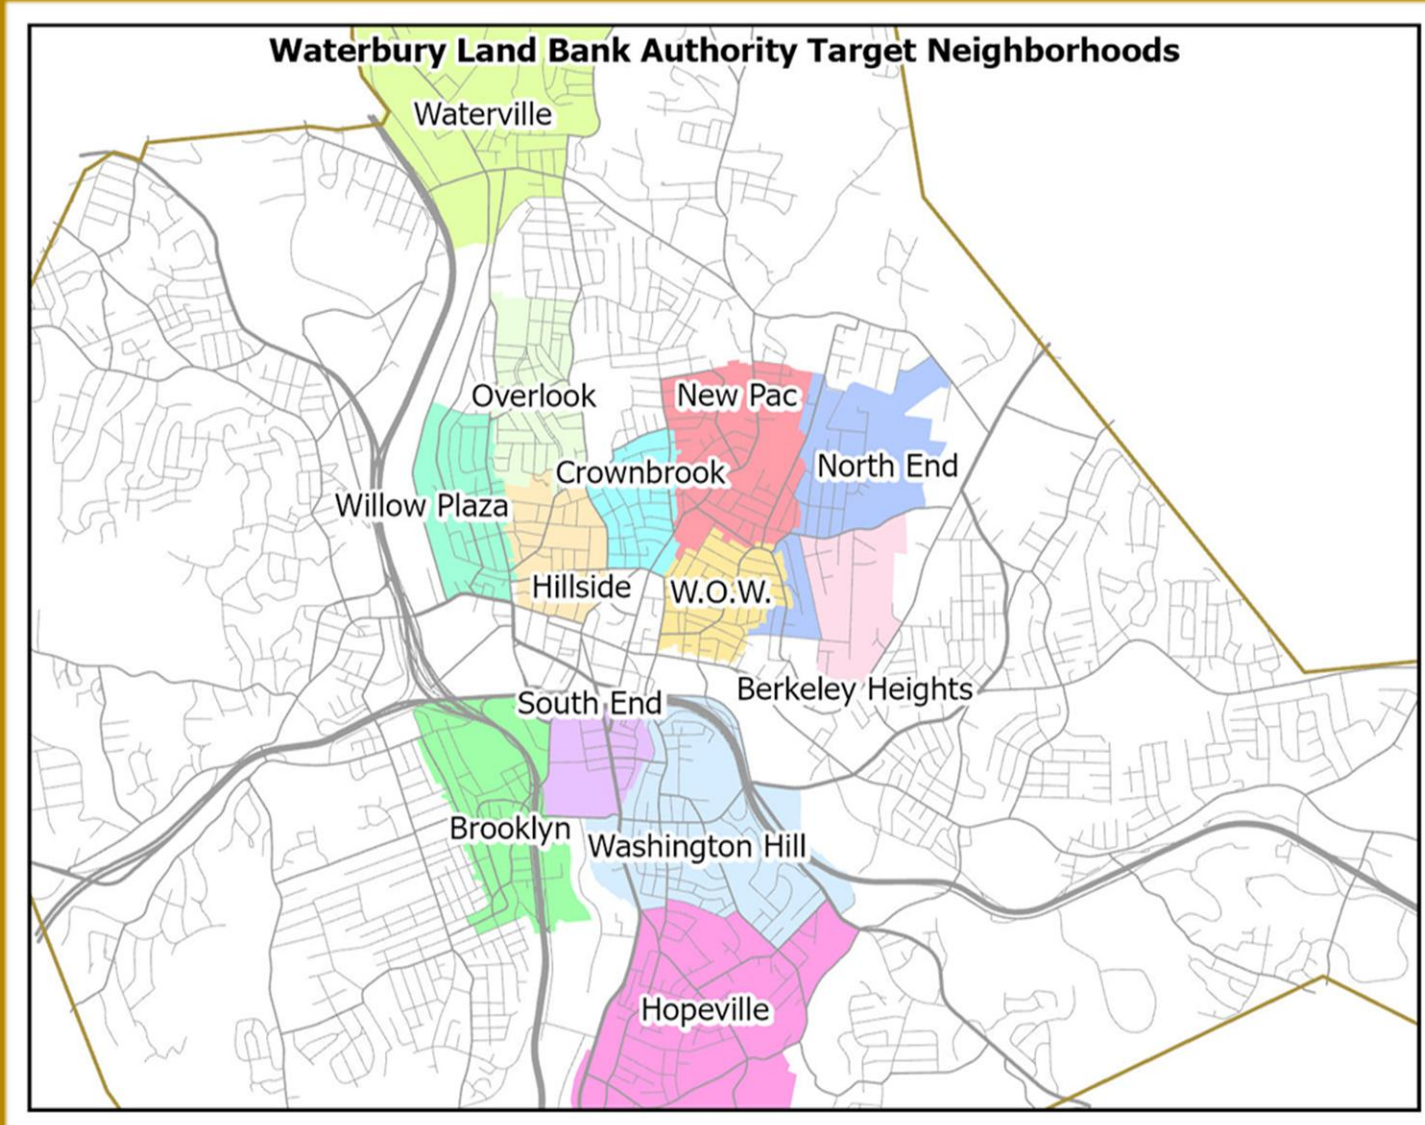 Waterbury Land Bank Authority Target Neighborhoods
Waterville
Overlook
New Pac
Crownbrook
North End
Willow Plaza
Hillside
W.O.W.
Berkeley Heights
South End
Brooklyn
Washington Hill
Hopeville